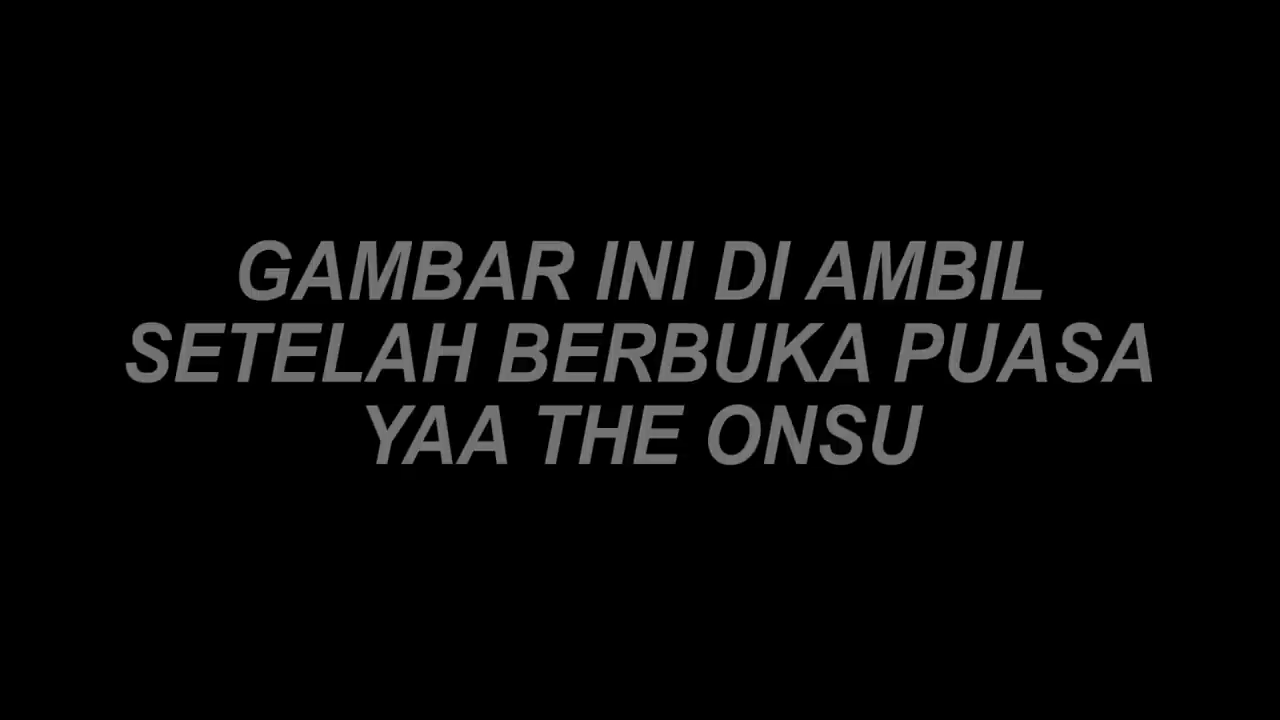 GAMBAR INI DI AMBIL
SETELAH BERBUKA PUASA
YAA THE ONSU